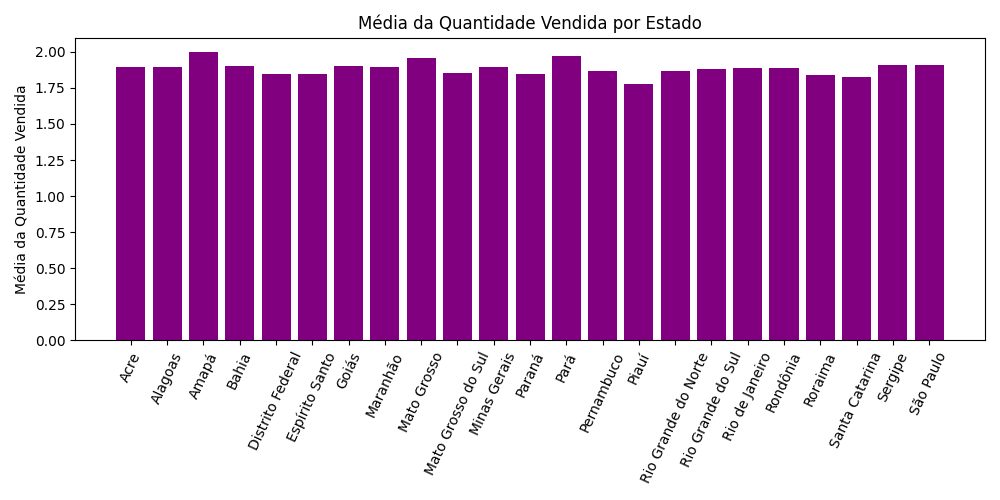 Média da Quantidade Vendida por Estado
Média da Quantidade Vendida
2.00
1.75
1.50
1.25
1.00
0.75
0.50
0.25
0.00
Acre
Alagoas
Amapá
Bahia
Distrito Federal
Espírito Santo
Goiás
Maranhão
Mato Grosso
Mato Grosso do Sul
Minas Gerais
Paraná
Pará
Pernambuco
Piauí
Rio Grande do Norte
Rio Grande do Sul
Rio de Janeiro
Rondônia
Roraima
Santa Catarina
Sergipe
São Paulo